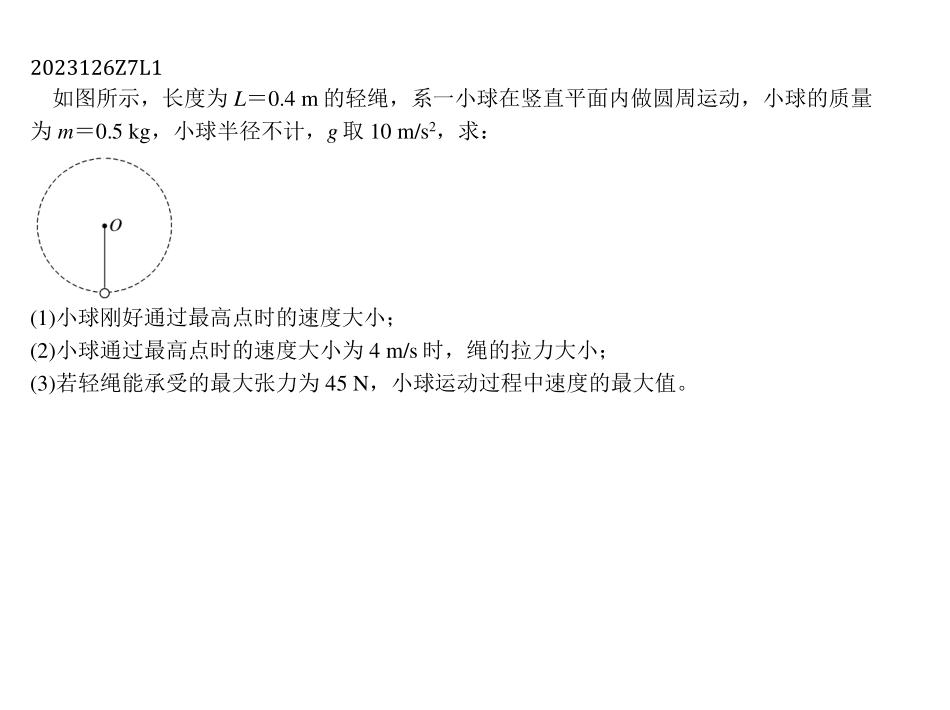 2023126Z7L1
如图所示，长度为 L＝0.4 m 的轻绳，系一小球在竖直平面内做圆周运动，小球的质量
为 m＝0.5 kg，小球半径不计，g 取 10 m/s²，求：
O
(1)小球刚好通过最高点时的速度大小；
(2)小球通过最高点时的速度大小为 4 m/s 时，绳的拉力大小；
(3)若轻绳能承受的最大张力为 45 N，小球运动过程中速度的最大值。